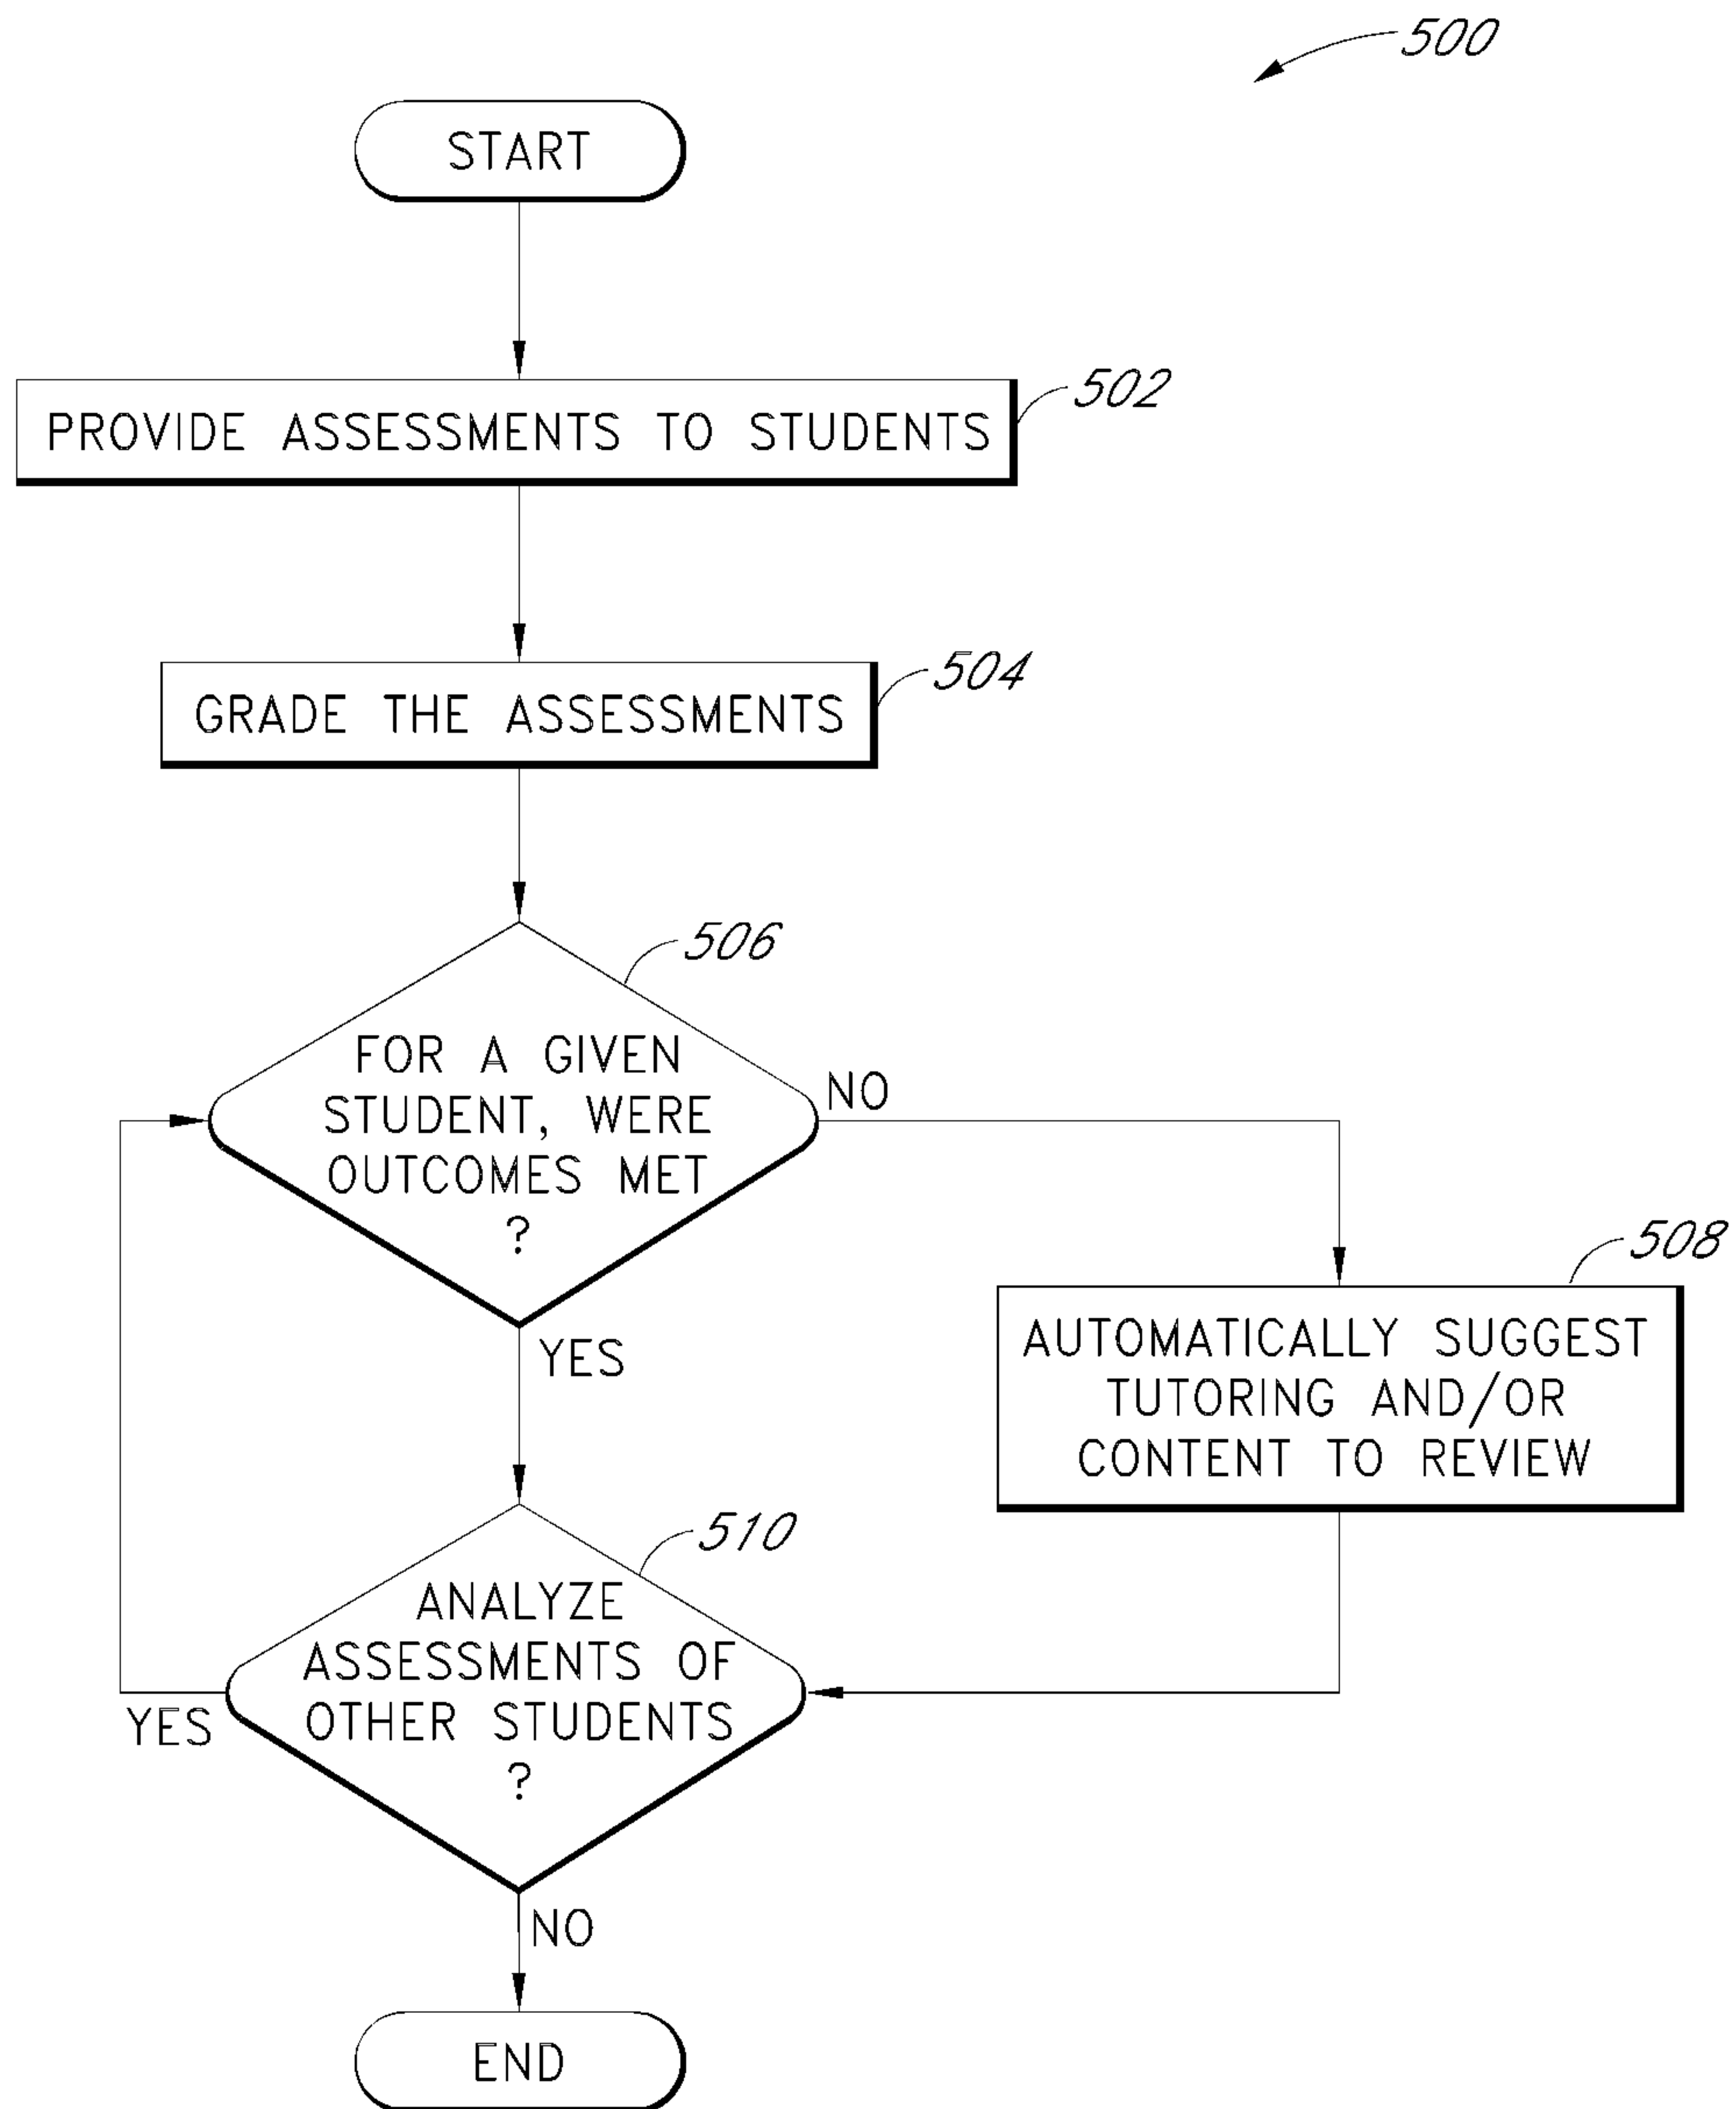 500
START
PROVIDE ASSESSMENTS TO STUDENTS
502
GRADE THE ASSESSMENTS
504
506
FOR A GIVEN
STUDENT, WERE
OUTCOMES MET
?
NO
YES
508
AUTOMATICALLY SUGGEST
TUTORING AND/OR
CONTENT TO REVIEW
510
ANALYZE
ASSESSMENTS OF
OTHER STUDENTS
?
YES
NO
END